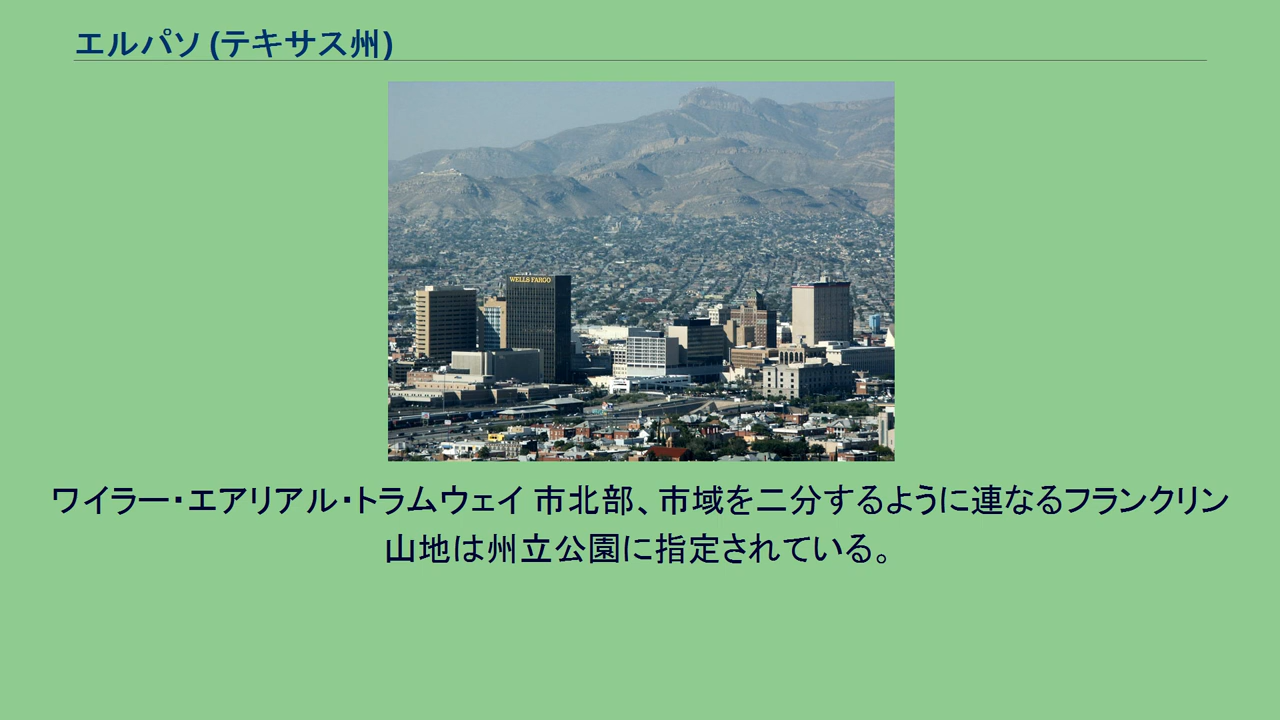 エルパソ (テキサス州)
WELLS FARGO
ワイラー・エアリアル・トラムウェイ 市北部、市域を二分するように連なるフランクリン
山地は州立公園に指定されている。